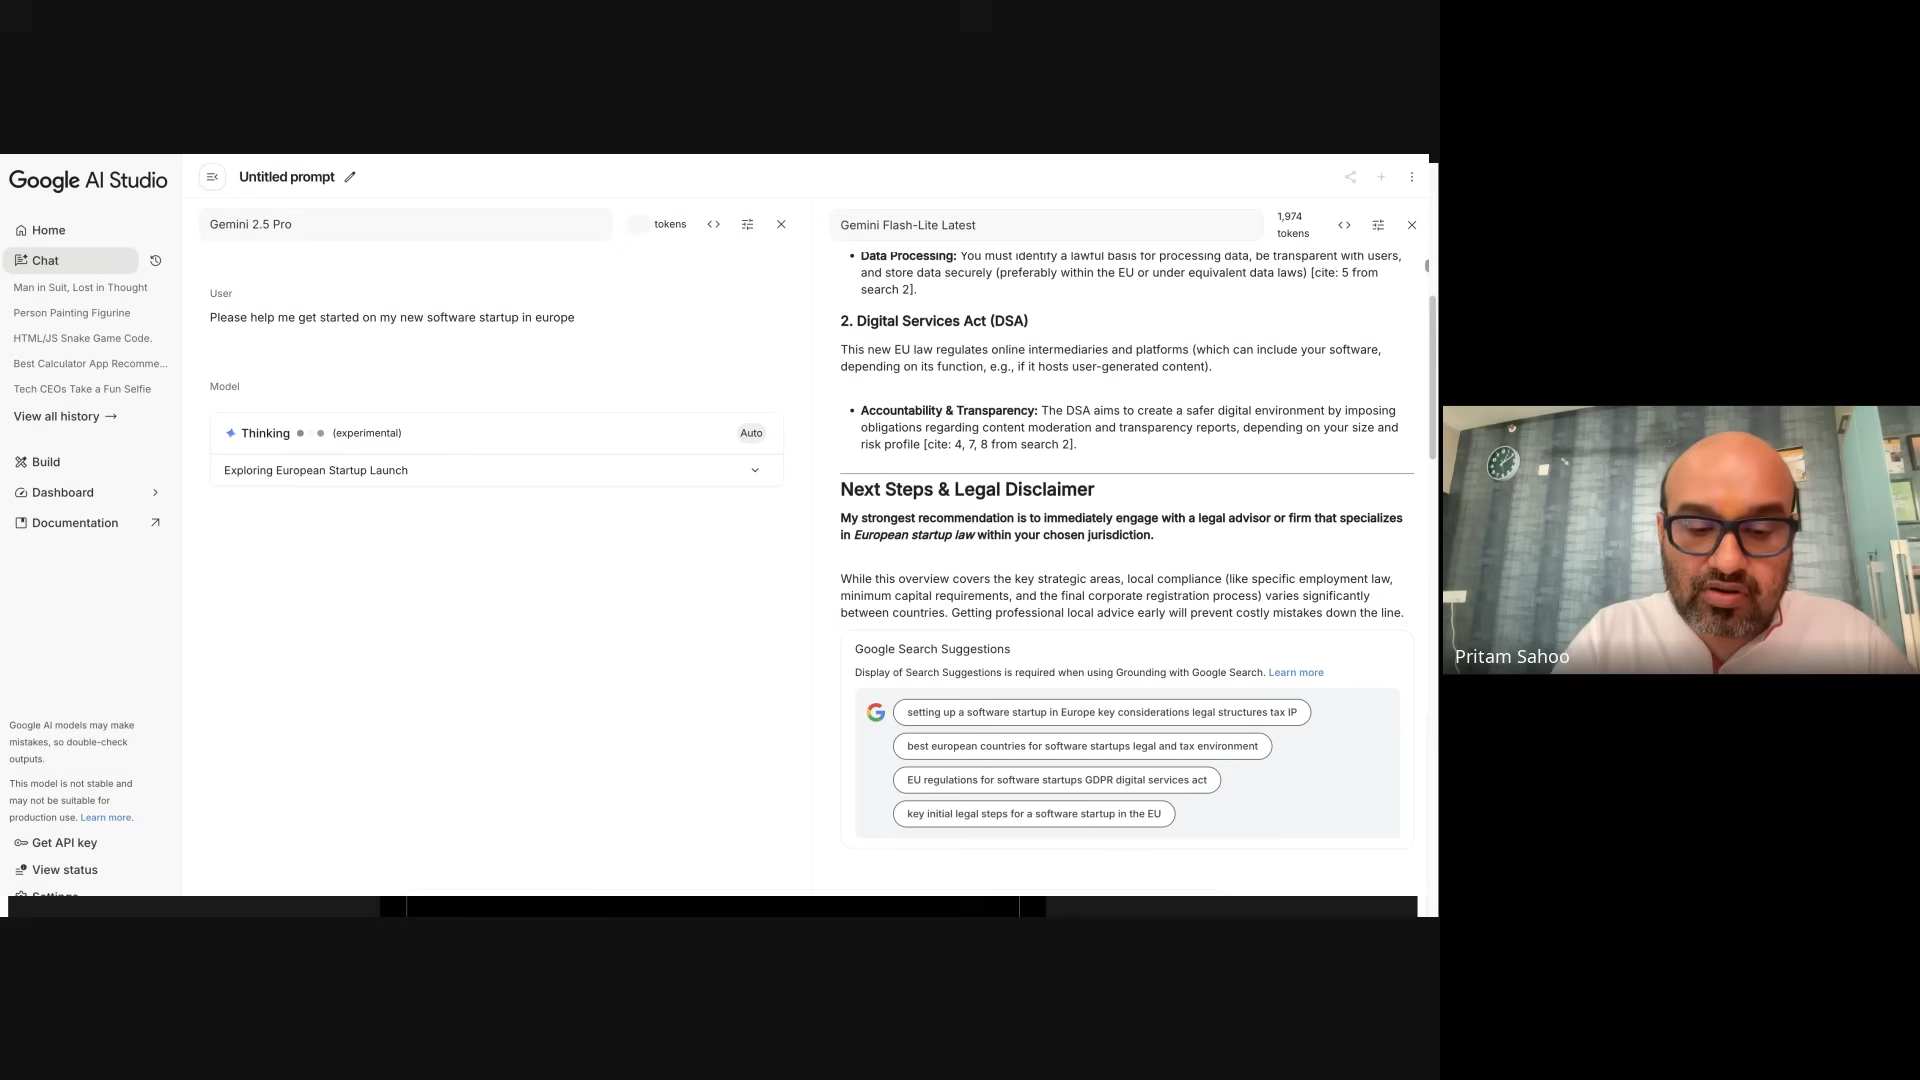 Google AI Studio
Home
Chat
Man in Suit, Lost in Thought
Person Painting Figurine
HTML/JS Snake Game Code.
Best Calculator App Recomme...
Tech CEOs Take a Fun Selfie
View all history →
Build
Dashboard
Documentation
Google AI models may make
mistakes, so double-check
outputs.
This model is not stable and
may not be suitable for
production use. Learn more.
Get API key
View status
Settings
Untitled prompt
Gemini 2.5 Pro
tokens
User
Please help me get started on my new software startup in europe
Model
Thinking (experimental)
Auto
Exploring European Startup Launch
Gemini Flash-Lite Latest
1,974
tokens
• Data Processing: You must identify a lawful basis for processing data, be transparent with users,
and store data securely (preferably within the EU or under equivalent data laws) [cite: 5 from
search 2].
2. Digital Services Act (DSA)
This new EU law regulates online intermediaries and platforms (which can include your software,
depending on its function, e.g., if it hosts user-generated content).
• Accountability & Transparency: The DSA aims to create a safer digital environment by imposing
obligations regarding content moderation and transparency reports, depending on your size and
risk profile [cite: 4, 7, 8 from search 2].
Next Steps & Legal Disclaimer
My strongest recommendation is to immediately engage with a legal advisor or firm that specializes
in European startup law within your chosen jurisdiction.
While this overview covers the key strategic areas, local compliance (like specific employment law,
minimum capital requirements, and the final corporate registration process) varies significantly
between countries. Getting professional local advice early will prevent costly mistakes down the line.
Google Search Suggestions
Display of Search Suggestions is required when using Grounding with Google Search. Learn more
setting up a software startup in Europe key considerations legal structures tax IP
best european countries for software startups legal and tax environment
EU regulations for software startups GDPR digital services act
key initial legal steps for a software startup in the EU
Pritam Sahoo